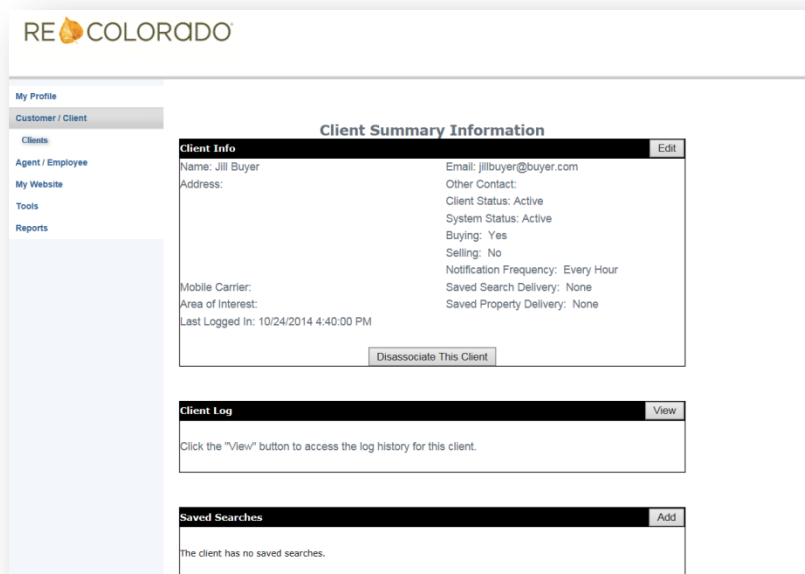 RECOLORADO
My Profile
Customer / Client
Clients
Agent / Employee
My Website
Tools
Reports
Client Summary Information
Client Info Edit
Name: Jill Buyer Email: jillbuyer@buyer.com
Address: Other Contact:
Client Status: Active
System Status: Active
Buying: Yes
Selling: No
Notification Frequency: Every Hour
Mobile Carrier: Saved Search Delivery: None
Area of Interest: Saved Property Delivery: None
Last Logged In: 10/24/2014 4:40:00 PM
Disassociate This Client
Client Log View
Click the "View" button to access the log history for this client.
Saved Searches Add
The client has no saved searches.